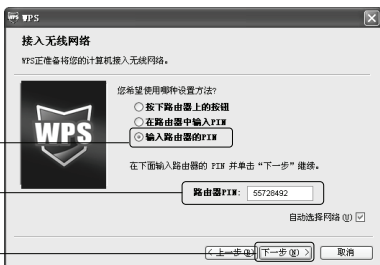 WPS
接入无线网络
WPS正准备将您的计算机接入无线网络。
WPS
您希望使用哪种设置方法?
按下路由器上的按钮
在路由器中输入PIN
输入路由器的PIN
在下面输入路由器的 PIN 并单击“下一步”继续。
路由器PIN: 55728492
自动选择网络(U)
< 上一步(B) 下一步(N) > 取消